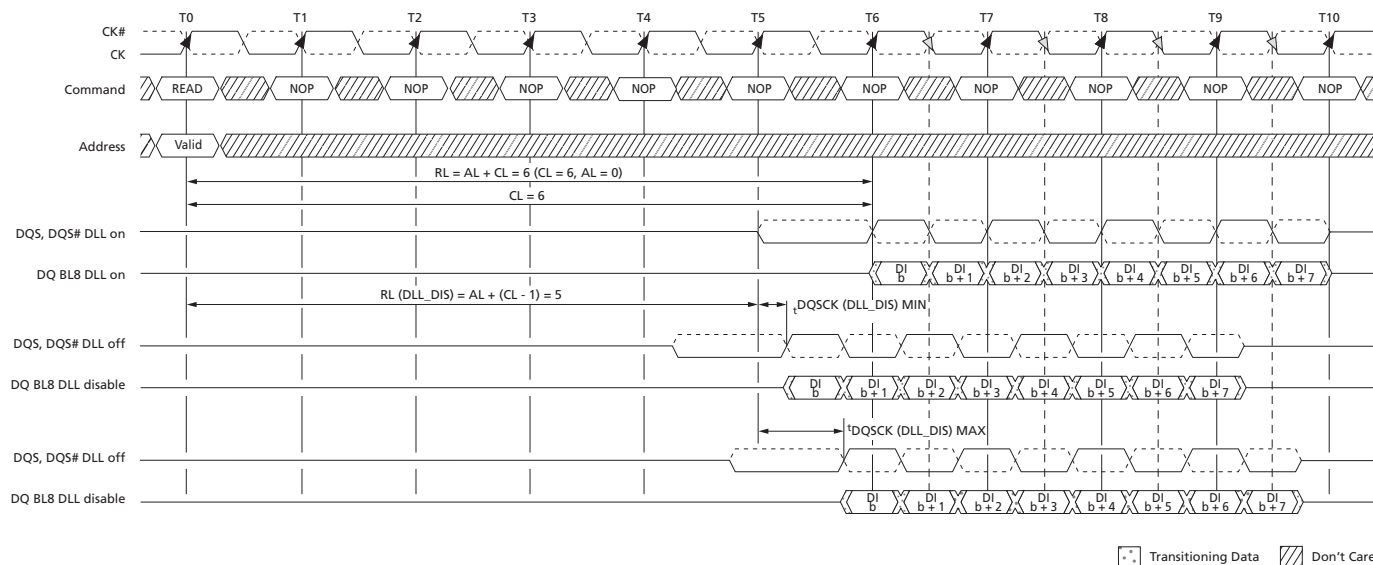 T0 T1 T2 T3 T4 T5 T6 T7 T8 T9 T10
CK#
CK
Command READ NOP NOP NOP NOP NOP NOP NOP NOP NOP NOP
Address Valid
RL = AL + CL = 6 (CL = 6, AL = 0)
CL = 6
DQS, DQS# DLL on
DQ BL8 DLL on DI b DI b + 1 DI b + 2 DI b + 3 DI b + 4 DI b + 5 DI b + 6 DI b + 7
RL (DLL_DIS) = AL + (CL - 1) = 5
tDQSCK (DLL_DIS) MIN
DQS, DQS# DLL off
DQ BL8 DLL disable DI b DI b + 1 DI b + 2 DI b + 3 DI b + 4 DI b + 5 DI b + 6 DI b + 7
tDQSCK (DLL_DIS) MAX
DQS, DQS# DLL off
DQ BL8 DLL disable DI b DI b + 1 DI b + 2 DI b + 3 DI b + 4 DI b + 5 DI b + 6 DI b + 7
Transitioning Data Don't Care